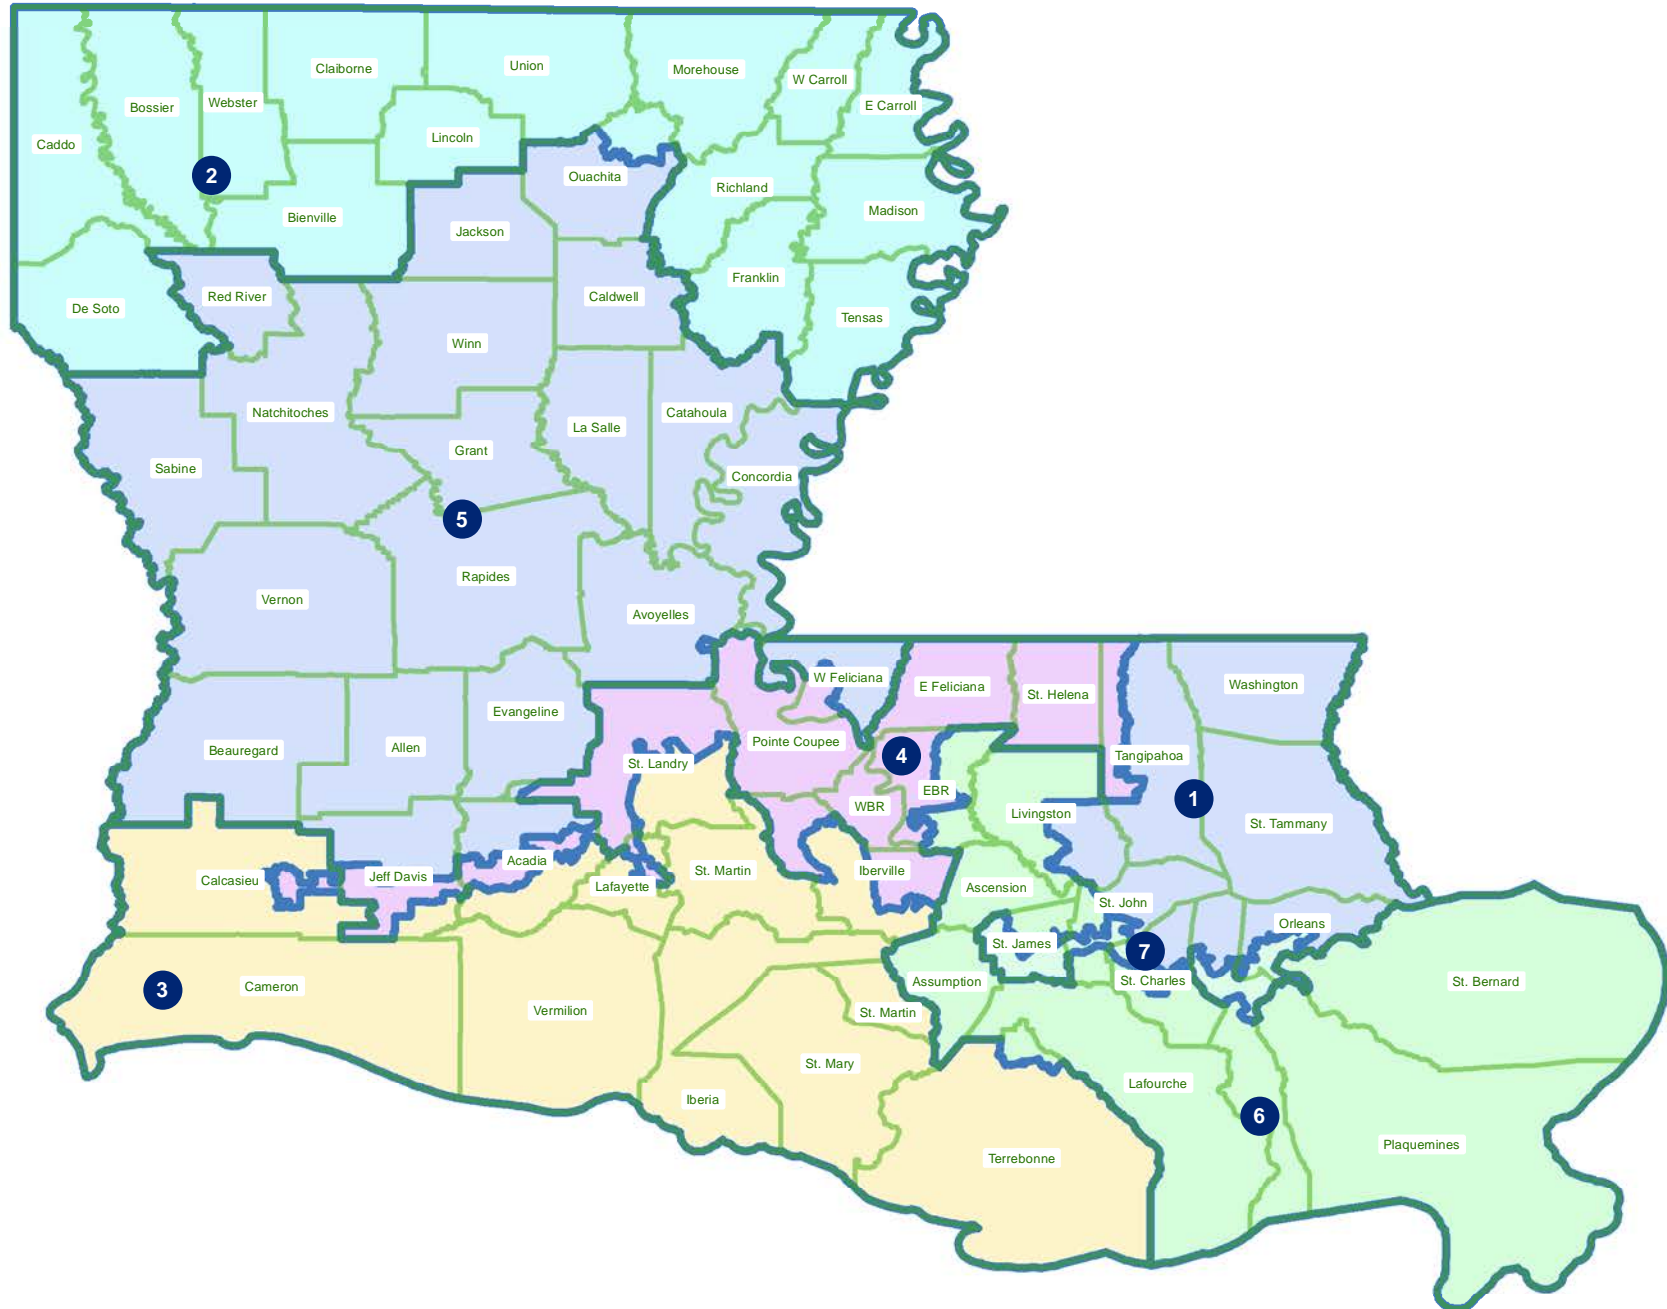 Claiborne
Union
Morehouse
W Carroll
E Carroll
Bossier
Webster
Caddo
Lincoln
2
Ouachita
Richland
Madison
Bienville
Jackson
Franklin
Red River
Caldwell
De Soto
Tensas
Winn
Natchitoches
Catahoula
La Salle
Grant
Sabine
Concordia
5
Rapides
Vernon
Avoyelles
W Feliciana
E Feliciana
St. Helena
Washington
Evangeline
Pointe Coupee
Beauregard
Allen
4
Tangipahoa
St. Landry
EBR
1
WBR
Livingston
St. Tammany
Acadia
Jeff Davis
Calcasieu
Lafayette
St. Martin
Iberville
Ascension
St. John
Orleans
St. James
7
Cameron
3
Assumption
St. Charles
St. Bernard
Vermilion
St. Martin
St. Mary
Lafourche
Iberia
6
Plaquemines
Terrebonne